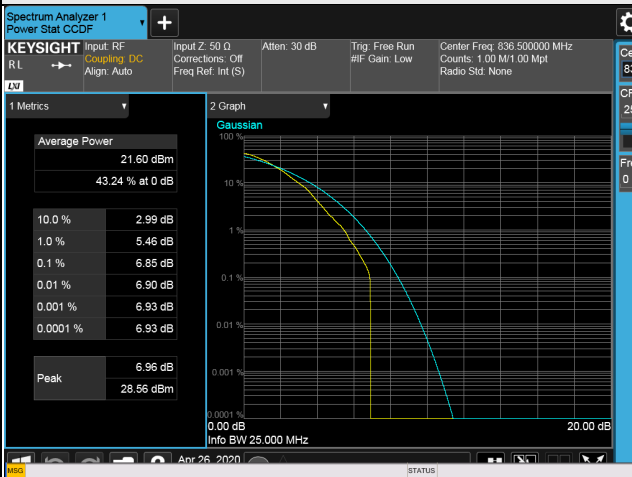 Spectrum Analyzer 1
Power Stat CCDF
KEYSIGHT
RL
LXI
Input: RF
Coupling: DC
Align: Auto
Input Z: 50 Ω
Corrections: Off
Freq Ref: Int (S)
Atten: 30 dB
Trig: Free Run
#IF Gain: Low
Center Freq: 836.500000 MHz
Counts: 1.00 M/1.00 Mpt
Radio Std: None
1 Metrics
Average Power
21.60 dBm
43.24 % at 0 dB
10.0 % 2.99 dB
1.0 % 5.46 dB
0.1 % 6.85 dB
0.01 % 6.90 dB
0.001 % 6.93 dB
0.0001 % 6.93 dB
Peak
6.96 dB
28.56 dBm
2 Graph
Gaussian
100 %
10 %
1 %
0.1 %
0.01 %
0.001 %
0.0001 %
0.00 dB 20.00 dB
Info BW 25.000 MHz
Apr 26, 2020
MSG STATUS